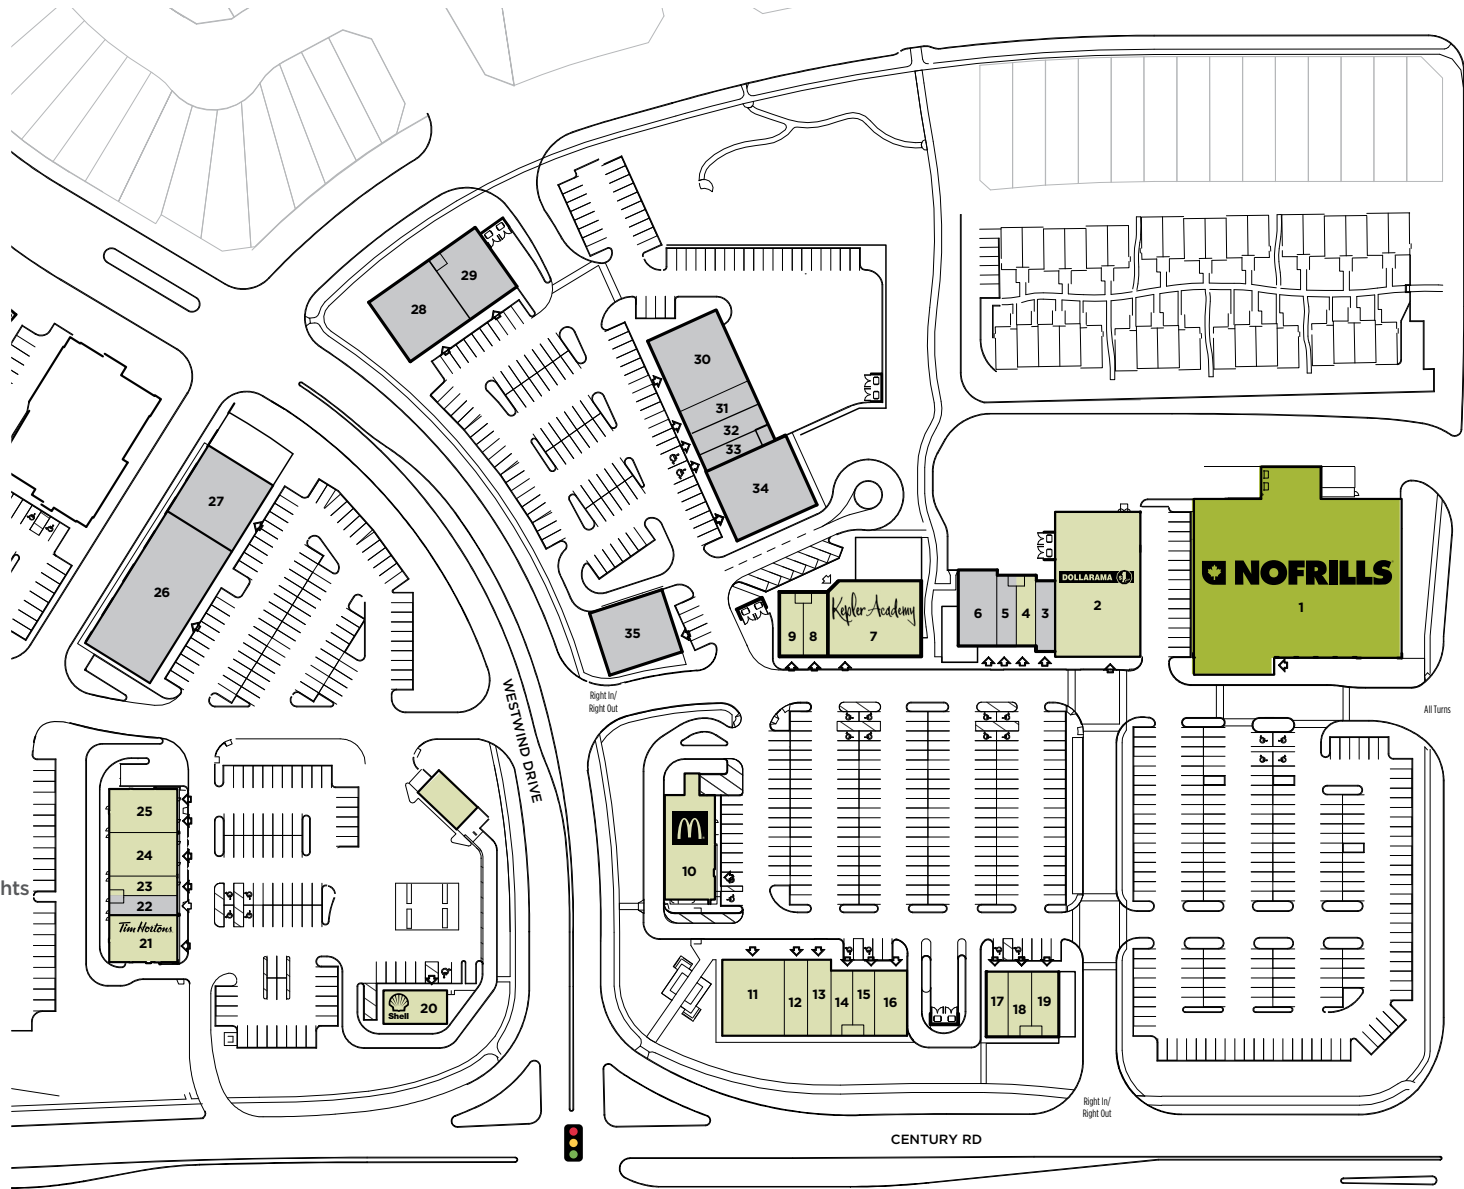 29
28
30
31
32
33
34
27
26
35
NOFRILLS
1
DOLLARAMA
2
3
4
5
6
Kepler Academy
7
8
9
Right In/
Right Out
All Turns
WESTWIND DRIVE
25
24
23
22
Tim Hortons
21
hts
10
11
12
13
14
15
16
17
18
19
Shell
20
Right In/
Right Out
CENTURY RD